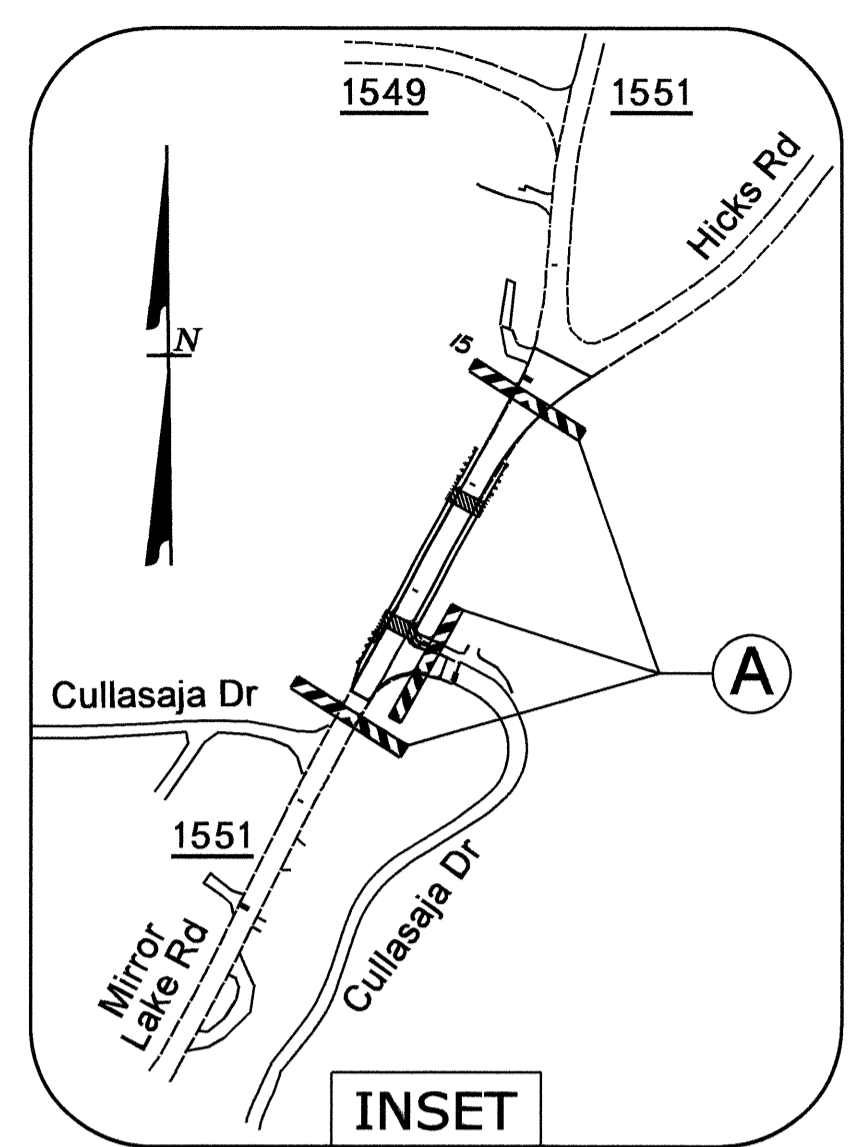 1549
1551
Hicks Rd
N
15
Cullasaja Dr
A
1551
Mirror
Lake Rd
Cullasaja Dr
INSET